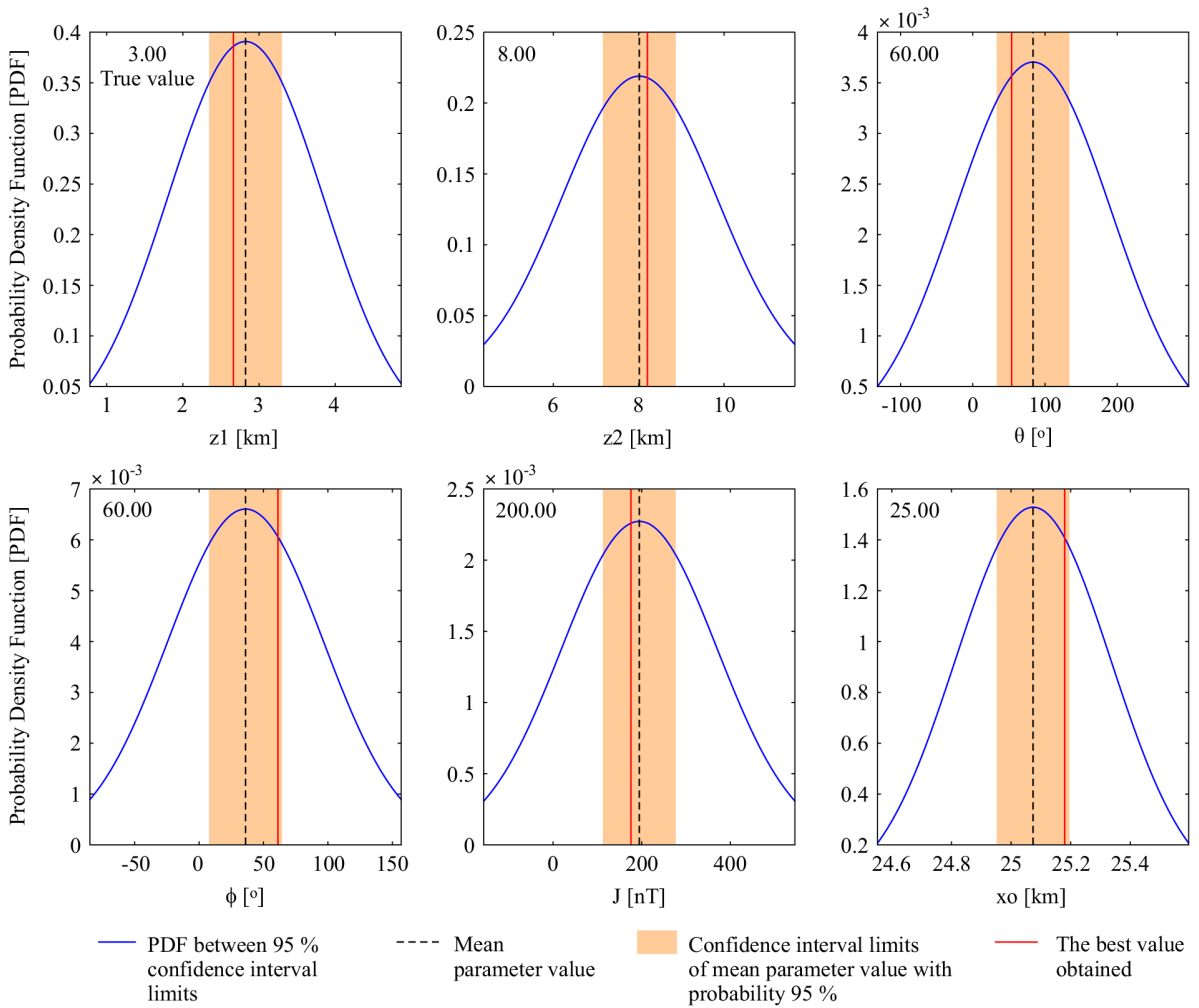 0.4
0.35
0.3
0.25
0.2
0.15
0.1
0.05
3.00
True value
1 2 3 4
z1 [km]
Probability Density Function [PDF]
0.25
0.2
0.15
0.1
0.05
0
8.00
6 8 10
z2 [km]
× 10-3
4
3.5
3
2.5
2
1.5
1
0.5
60.00
-100 0 100 200
θ [o]
× 10-3
7
6
5
4
3
2
1
0
60.00
-50 0 50 100 150
ϕ [o]
Probability Density Function [PDF]
× 10-3
2.5
2
1.5
1
0.5
0
200.00
0 200 400
J [nT]
1.6
1.4
1.2
1
0.8
0.6
0.4
0.2
25.00
24.6 24.8 25 25.2 25.4
xo [km]
PDF between 95 %
confidence interval
limits
Mean
parameter value
Confidence interval limits
of mean parameter value with
probability 95 %
The best value
obtained